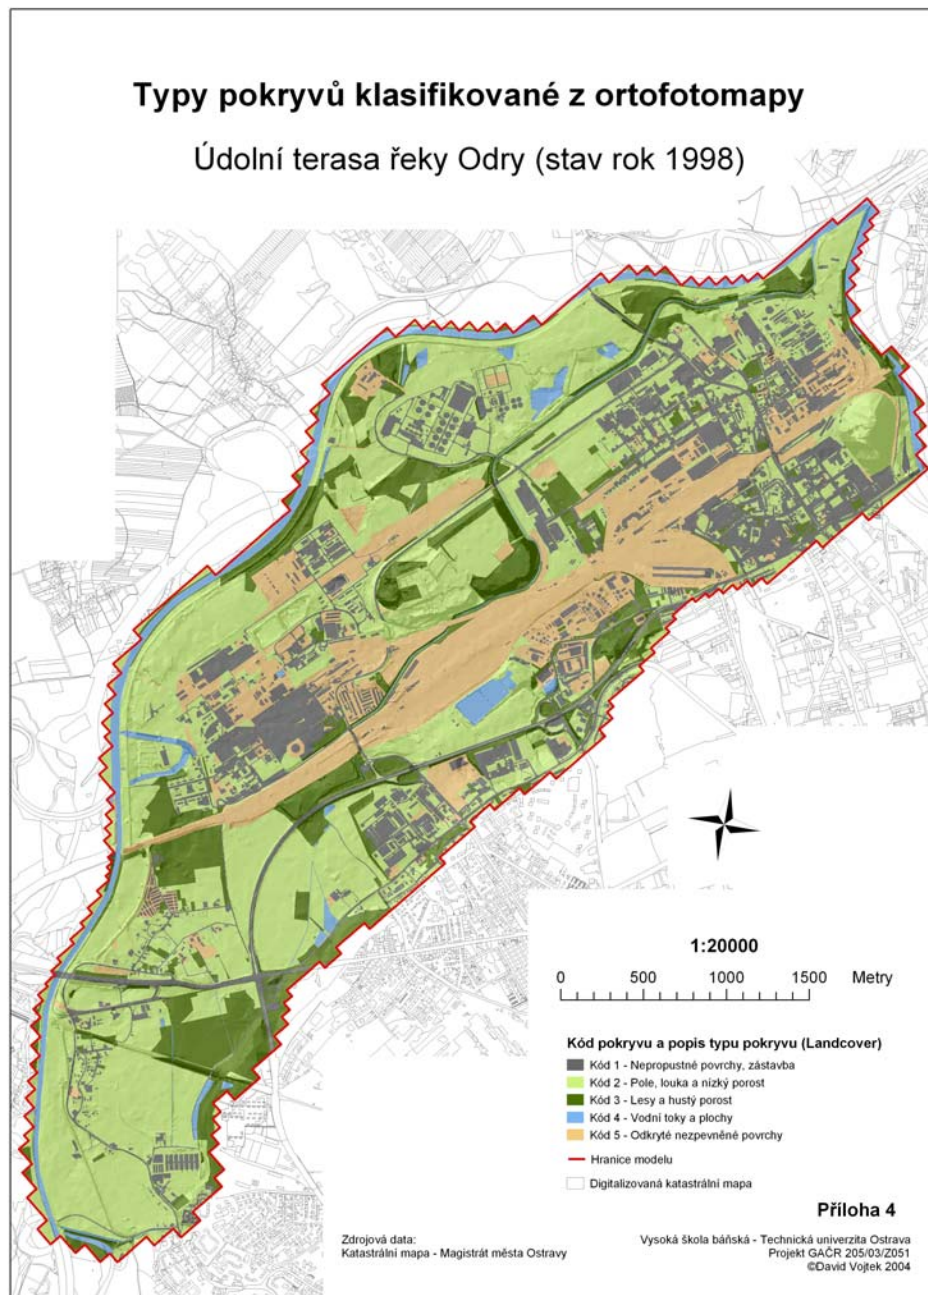 Typy pokryvů klasifikované z ortofotomapy
Údolní terasa řeky Odry (stav rok 1998)
1:20000
0 500 1000 1500 Metry
Kód pokryvu a popis typu pokryvu (Landcover)
Kód 1 - Nepropustné povrchy, zástavba
Kód 2 - Pole, louka a nízký porost
Kód 3 - Lesy a hustý porost
Kód 4 - Vodní toky a plochy
Kód 5 - Odkryté nezpevněné povrchy
Hranice modelu
Digitalizovaná katastrální mapa
Příloha 4
Zdrojová data:
Katastrální mapa - Magistrát města Ostravy
Vysoká škola báňská - Technická univerzita Ostrava
Projekt GAČR 205/03/Z051
©David Vojtek 2004